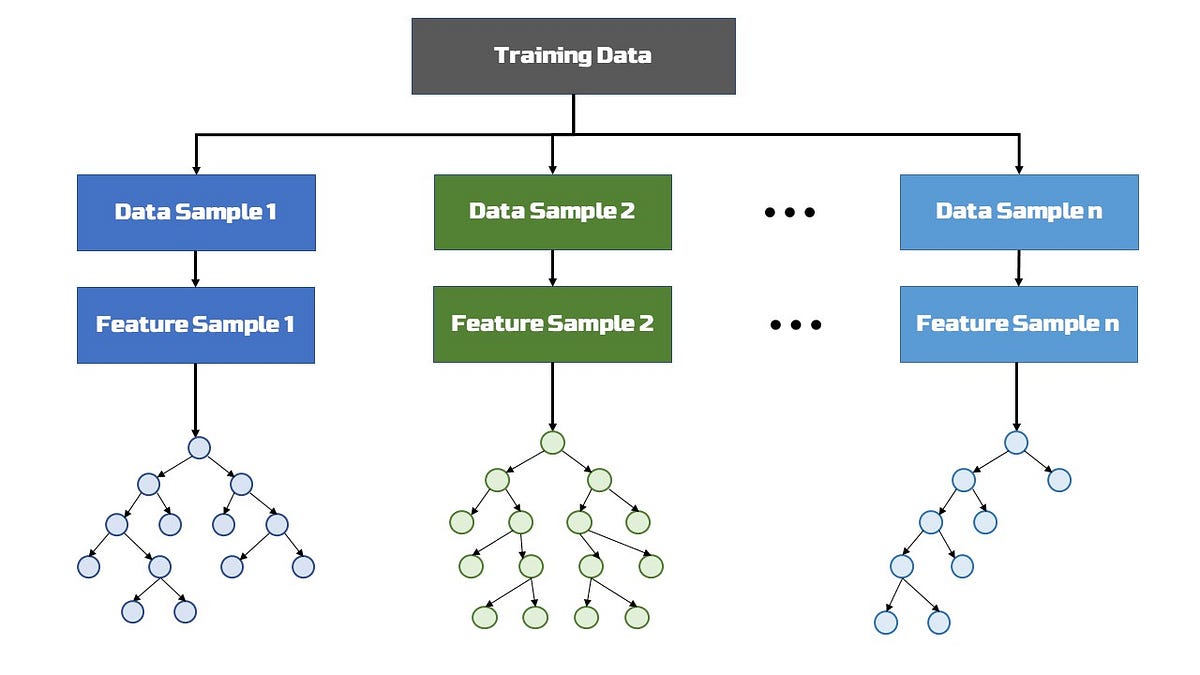 Training Data
Data Sample 1
Data Sample 2
Data Sample n
Feature Sample 1
Feature Sample 2
Feature Sample n